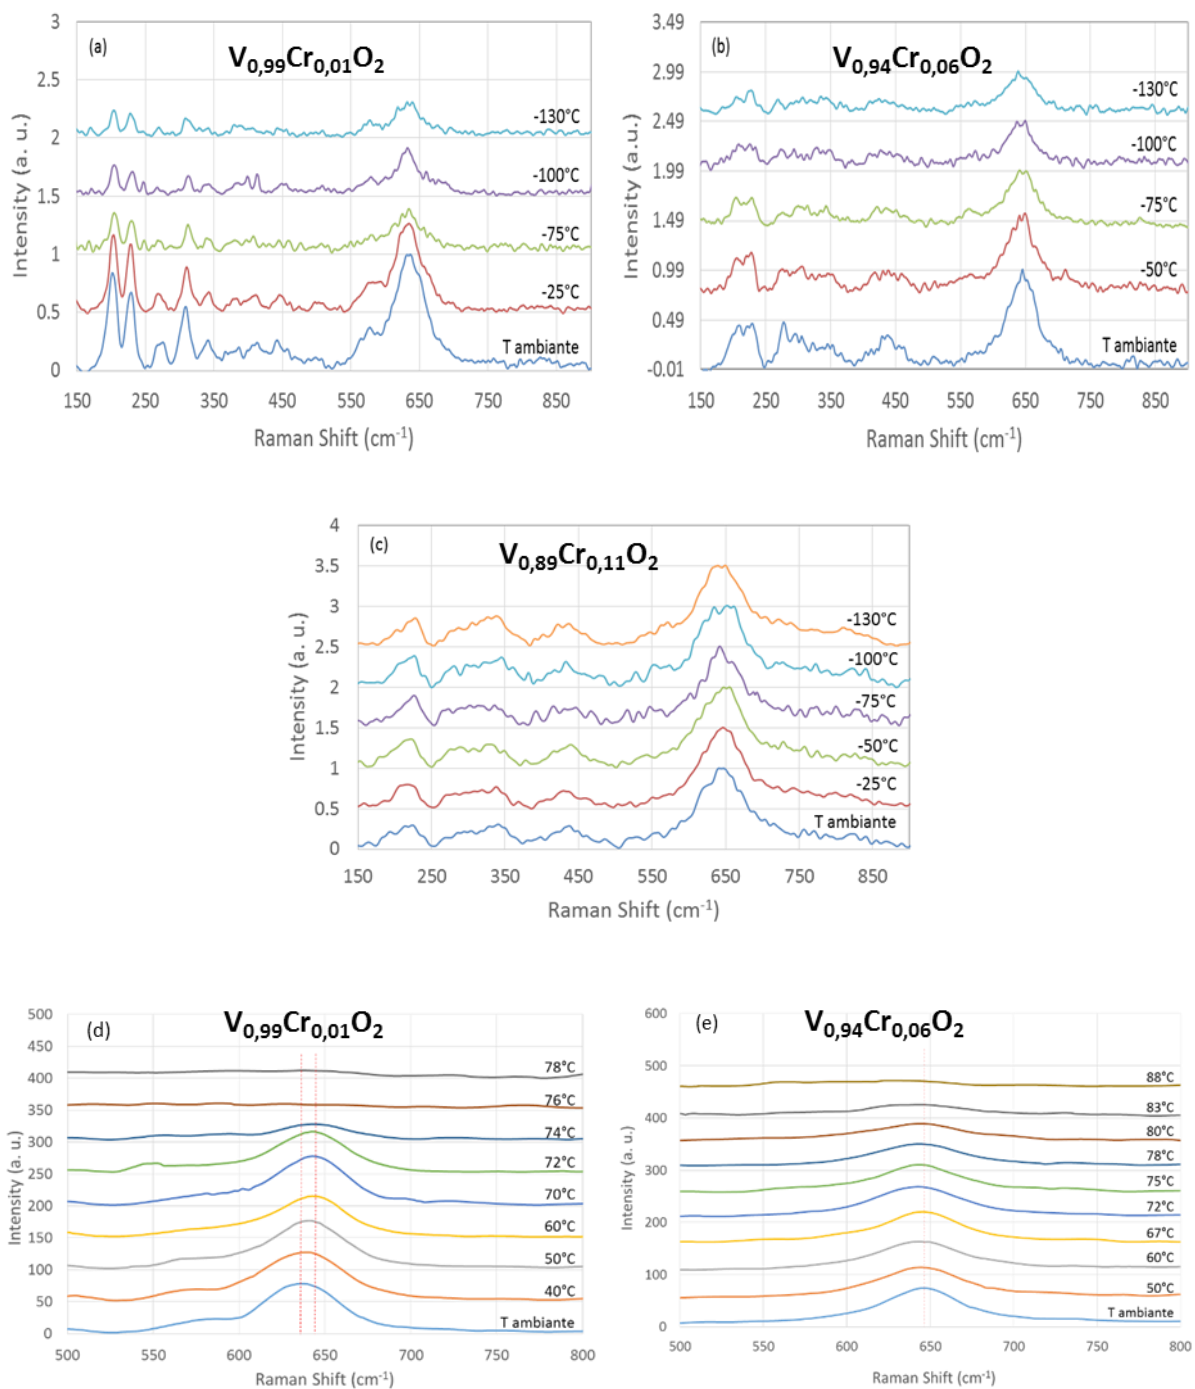 (a)
V0,99Cr0,01O2
3
2.5
2
1.5
1
0.5
0
Intensity (a. u.)
-130°C
-100°C
-75°C
-25°C
T ambiante
150 250 350 450 550 650 750 850
Raman Shift (cm-1)
(b)
V0,94Cr0,06O2
3.49
2.99
2.49
1.99
1.49
0.99
0.49
-0.01
Intensity (a.u.)
-130°C
-100°C
-75°C
-50°C
T ambiante
150 250 350 450 550 650 750 850
Raman Shift (cm-1)
(c)
V0,89Cr0,11O2
4
3.5
3
2.5
2
1.5
1
0.5
0
Intensity (a. u.)
-130°C
-100°C
-75°C
-50°C
-25°C
T ambiante
150 250 350 450 550 650 750 850
Raman Shift (cm-1)
(d)
V0,99Cr0,01O2
500
450
400
350
300
250
200
150
100
50
0
Intensity (a. u.)
78°C
76°C
74°C
72°C
70°C
60°C
50°C
40°C
T ambiante
500 550 600 650 700 750 800
Raman Shift (cm-1)
(e)
V0,94Cr0,06O2
600
500
400
300
200
100
0
Intensity (a. u.)
88°C
83°C
80°C
78°C
75°C
72°C
67°C
60°C
50°C
T ambiante
500 550 600 650 700 750 800
Raman Shift (cm-1)